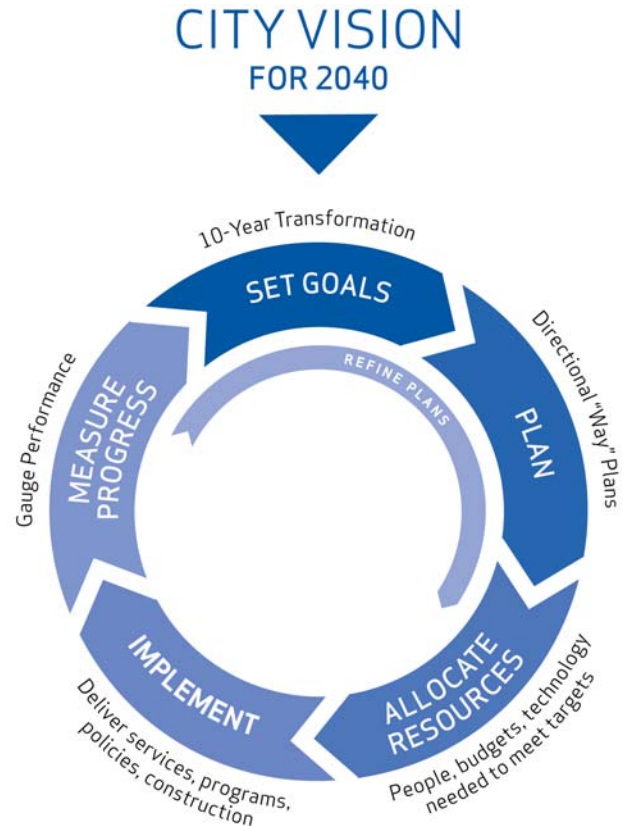 CITY VISION
FOR 2040
10-Year Transformation
SET GOALS
REFINE PLANS
Directional "Way" Plans
PLAN
ALLOCATE
RESOURCES
People, budgets, technology
needed to meet targets
IMPLEMENT
Deliver services, programs,
policies, construction
MEASURE
PROGRESS
Gauge Performance